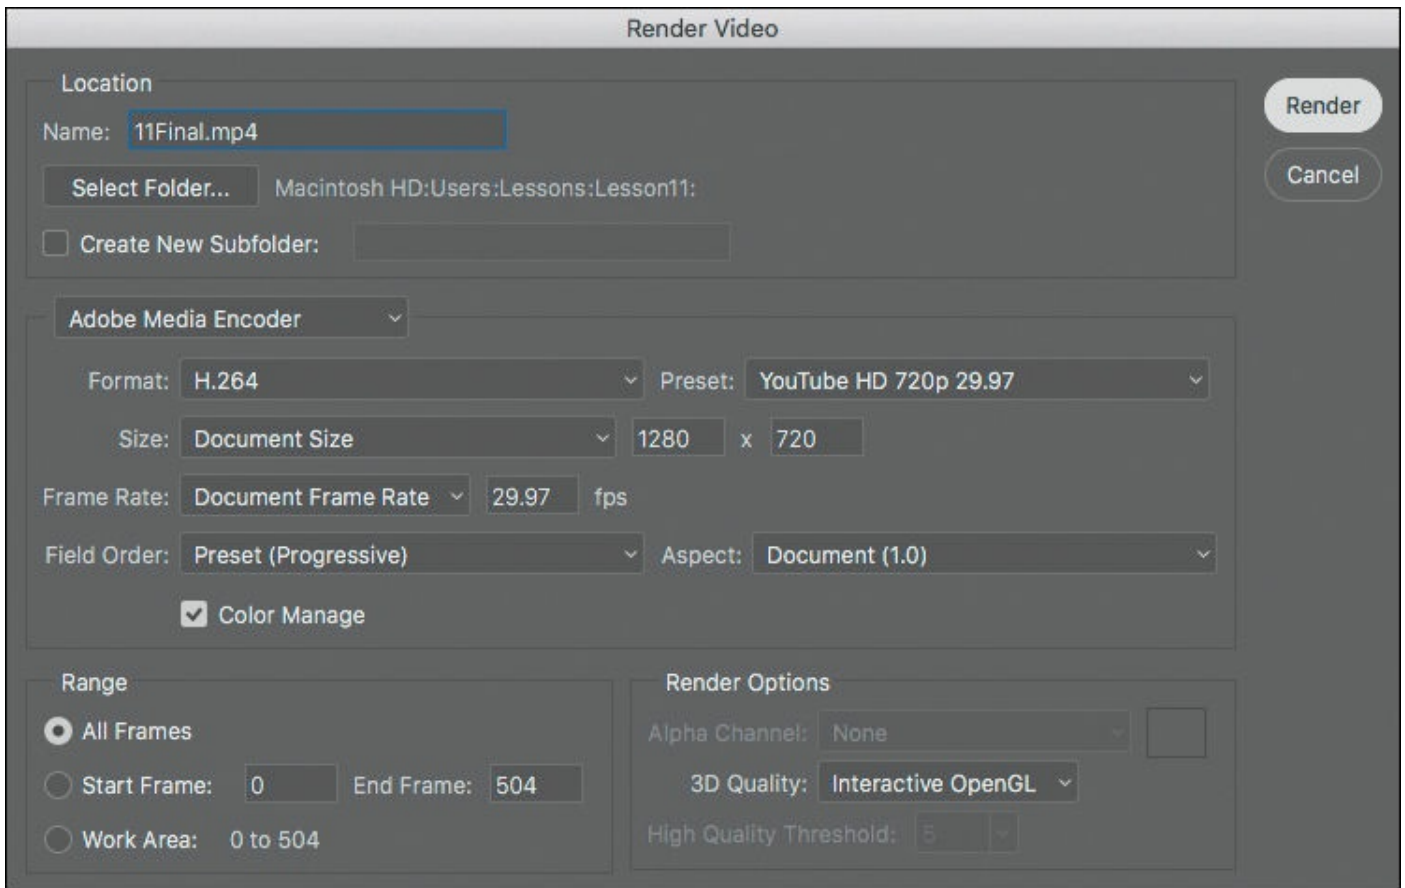 Render Video
Location
Name: 11Final.mp4
Render
Select Folder... Macintosh HD:Users:Lessons:Lesson11:
Cancel
Create New Subfolder:
Adobe Media Encoder
Format: H.264 Preset: YouTube HD 720p 29.97
Size: Document Size 1280 x 720
Frame Rate: Document Frame Rate 29.97 fps
Field Order: Preset (Progressive) Aspect: Document (1.0)
Color Manage
Range
All Frames
Start Frame: 0 End Frame: 504
Work Area: 0 to 504
Render Options
Alpha Channel: None
3D Quality: Interactive OpenGL
High Quality Threshold: 5